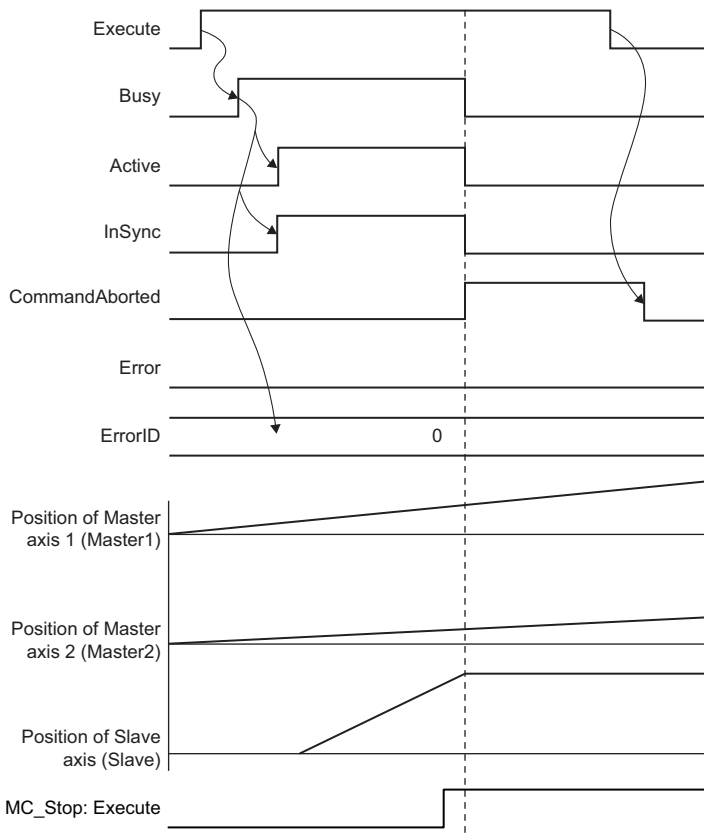 Execute
Busy
Active
InSync
CommandAborted
Error
ErrorID
0
Position of Master
axis 1 (Master1)
Position of Master
axis 2 (Master2)
Position of Slave
axis (Slave)
MC_Stop: Execute